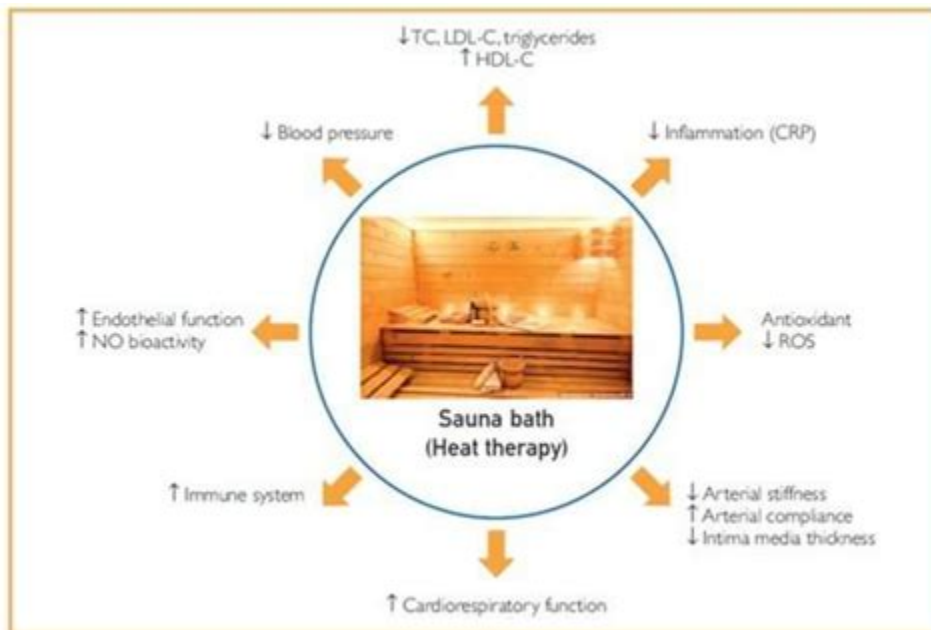 ↓TC, LDL-C, triglycerides
↑HDL-C
↓ Blood pressure
↓ Inflammation (CRP)
↑ Endothelial function
↑ NO bioactivity
Antioxidant
↓ ROS
Sauna bath
(Heat therapy)
↑ Immune system
↓ Arterial stiffness
↑ Arterial compliance
↓ Intima media thickness
↑ Cardiorespiratory function